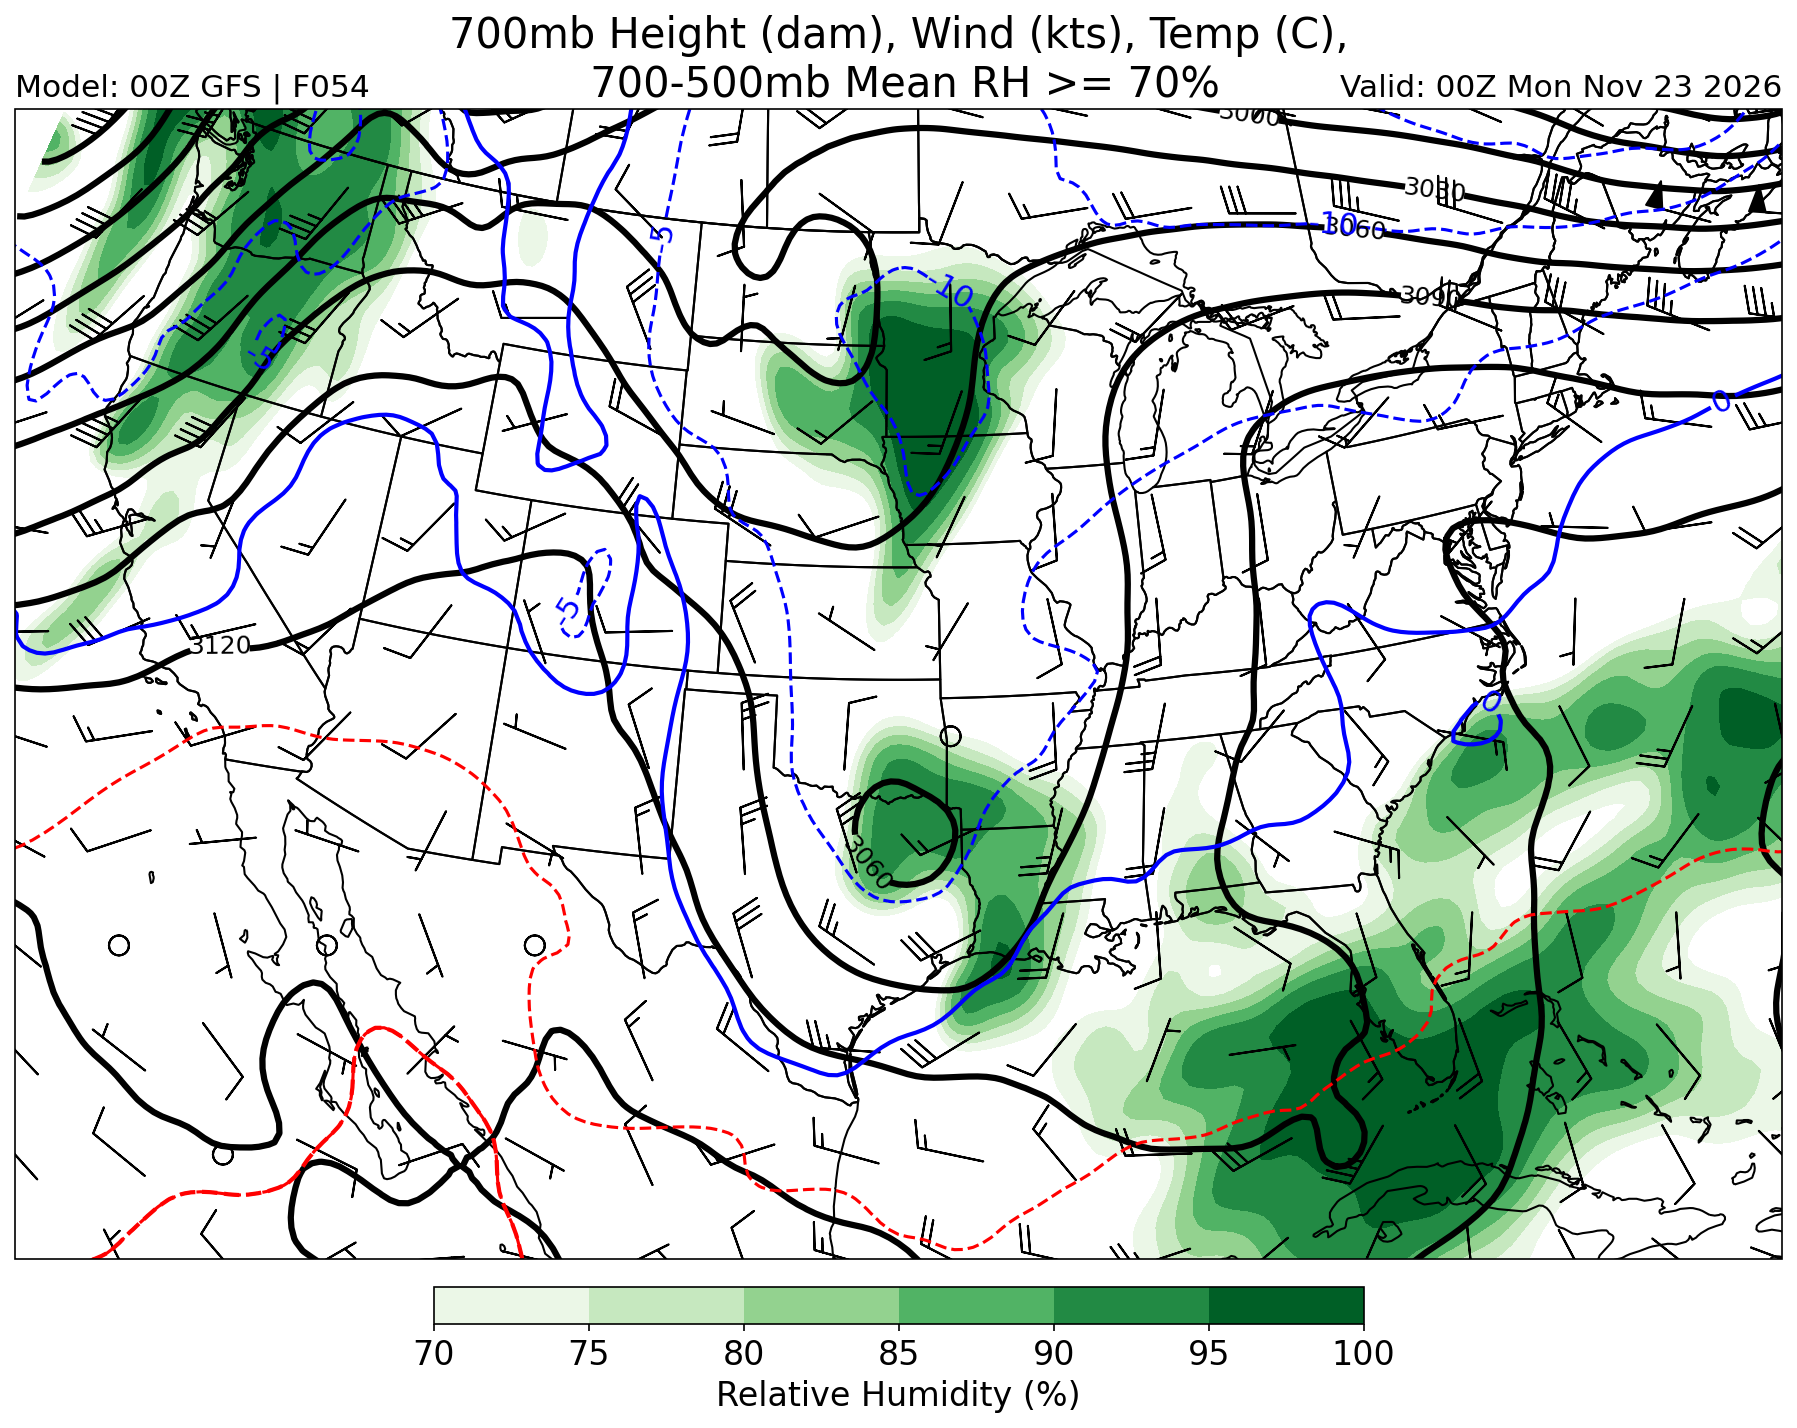 700mb Height (dam), Wind (kts), Temp (C),
700-500mb Mean RH >= 70%
Model: 00Z GFS | F054
Valid: 00Z Mon Nov 23 2026
3000
3030
-10
3060
-5
-10
3090
-5
0
-5
3120
0
3060
70 75 80 85 90 95 100
Relative Humidity (%)